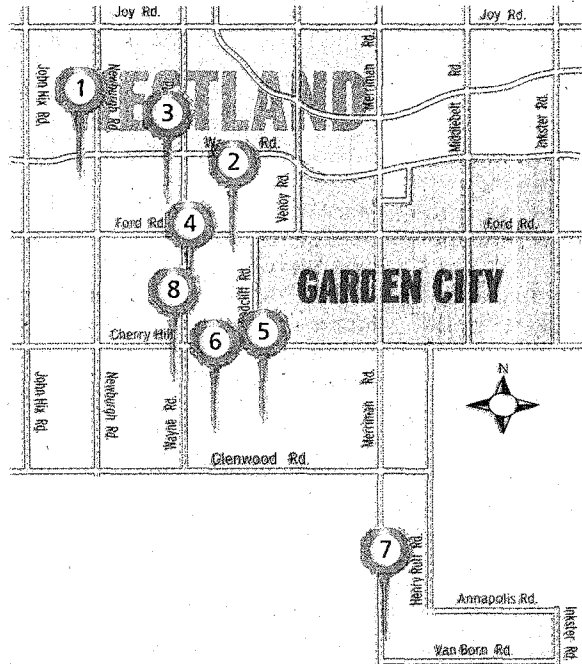 Joy Rd.
Joy Rd.
John Hix Rd.
Newburgh Rd.
Merriman Rd.
Middlebelt Rd.
Inkster Rd.
1
3
2
Rd.
Venoy Rd.
Ford Rd.
4
Ford Rd.
GARDEN CITY
8
Rd.
Cherry Hill
6
5
John Hix Rd.
Newburgh Rd.
Wayne Rd.
Merriman Rd.
N
Glenwood Rd.
7
Henry Ruff Rd.
Annapolis Rd.
Inkster Rd.
Van Born Rd.